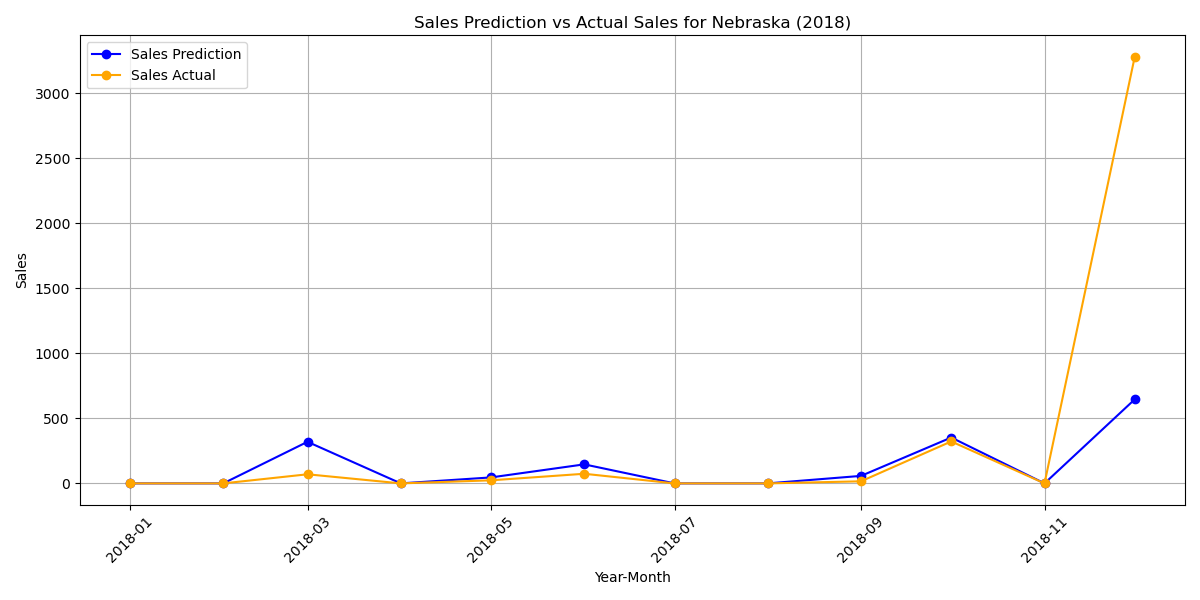 Sales Prediction vs Actual Sales for Nebraska (2018)
Sales Prediction
Sales Actual
3000
2500
2000
1500
1000
500
0
Sales
2018-01
2018-03
2018-05
2018-07
2018-09
2018-11
Year-Month